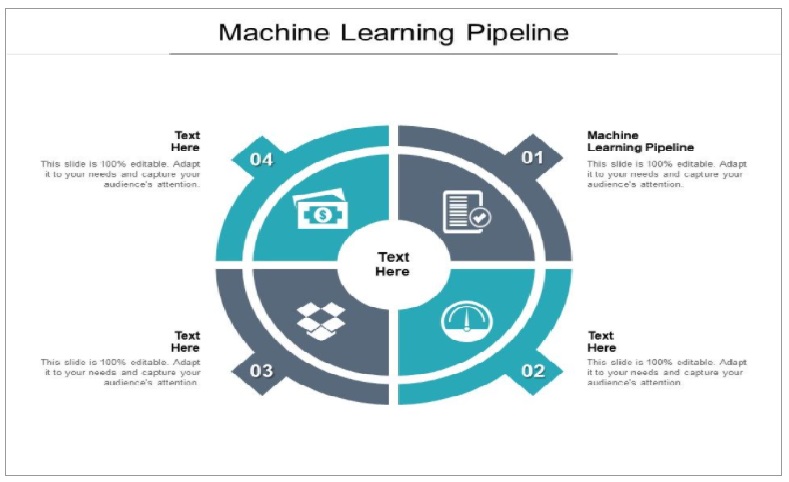 Machine Learning Pipeline
Text
Here
This slide is 100% editable. Adapt
it to your needs and capture your
audience's attention.
04
01
Machine
Learning Pipeline
This slide is 100% editable. Adapt
it to your needs and capture your
audience's attention.
$
Text
Here
Text
Here
This slide is 100% editable. Adapt
it to your needs and capture your
audience's attention.
03
02
Text
Here
This slide is 100% editable. Adapt
it to your needs and capture your
audience's attention.